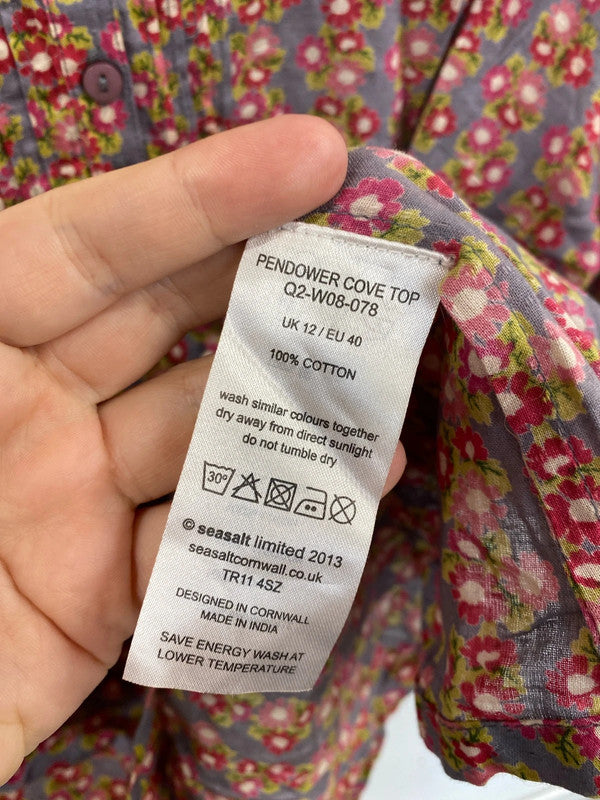 PENDOWER COVE TOP
Q2-W08-078
UK 12 / EU 40
100% COTTON
wash similar colours together
dry away from direct sunlight
do not tumble dry
30°
© seasalt limited 2013
seasaltcornwall.co.uk
TR11 4SZ
DESIGNED IN CORNWALL
MADE IN INDIA
SAVE ENERGY WASH AT
LOWER TEMPERATURE